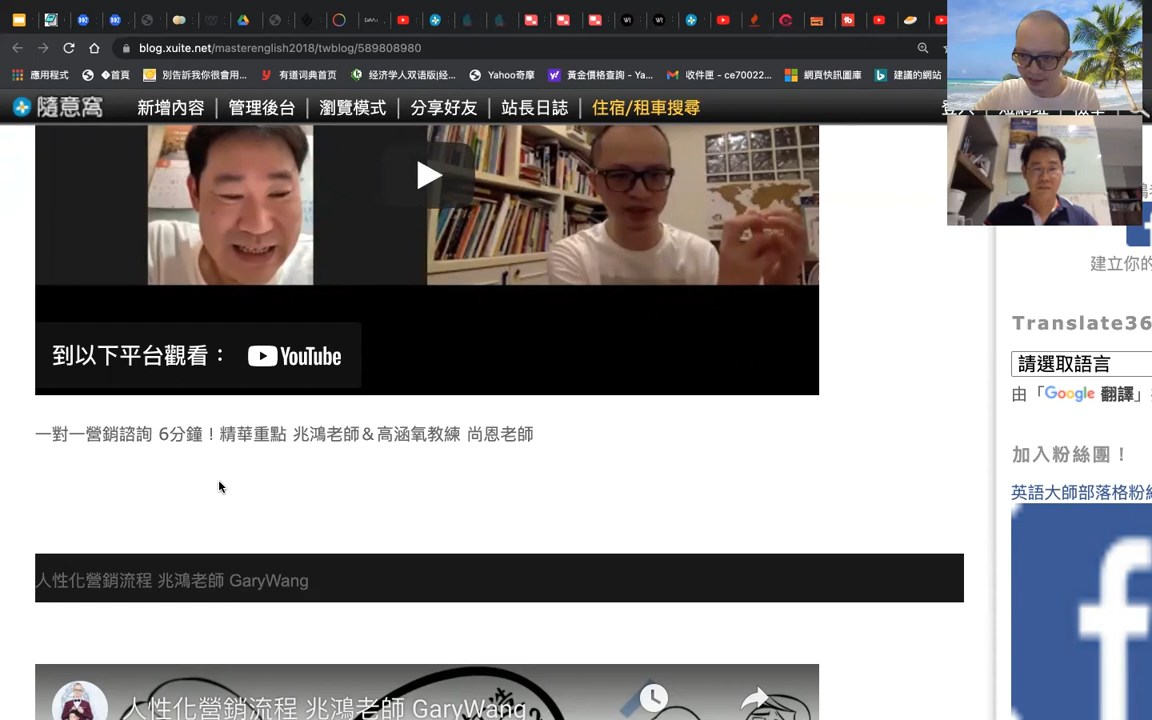 blog.xuite.net/masterenglish2018/twblog/589808980
應用程式
�首頁
別告訴我你很會用...
有道词典首页
经济学人双语版|经...
Yahoo奇摩
黃金價格查詢 - Ya...
收件匣 - ce70022...
網頁快訊圖庫
建議的網站
隨意窩
新增內容
管理後台
瀏覽模式
分享好友
站長日誌
住宿/租車搜尋
到以下平台觀看：
YouTube
一對一營銷諮詢 6分鐘！精華重點 兆鴻老師＆高涵氧教練 尚恩老師
人性化營銷流程 兆鴻老師 GaryWang
人性化營銷流程 兆鴻老師 GaryWang
建立你的
Translate36
請選取語言
由「Google 翻譯」
加入粉絲團！
英語大師部落格粉絲